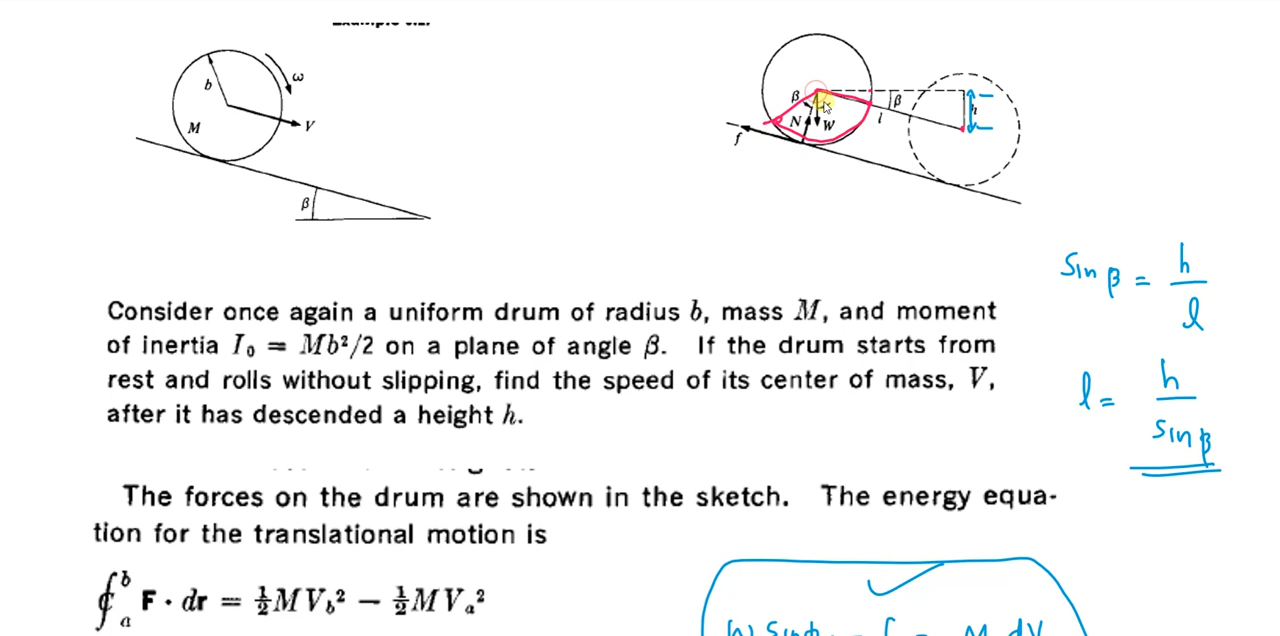 b
ω
M
V
β
β
N
W
f
β
l
h
Sin β = h / l
l = h / Sin β
Consider once again a uniform drum of radius b, mass M, and moment
of inertia I₀ = Mb²/2 on a plane of angle β. If the drum starts from
rest and rolls without slipping, find the speed of its center of mass, V,
after it has descended a height h.
The forces on the drum are shown in the sketch. The energy equa-
tion for the translational motion is
∮ₐᵇ F · dr = ½MV_b² − ½MVₐ²